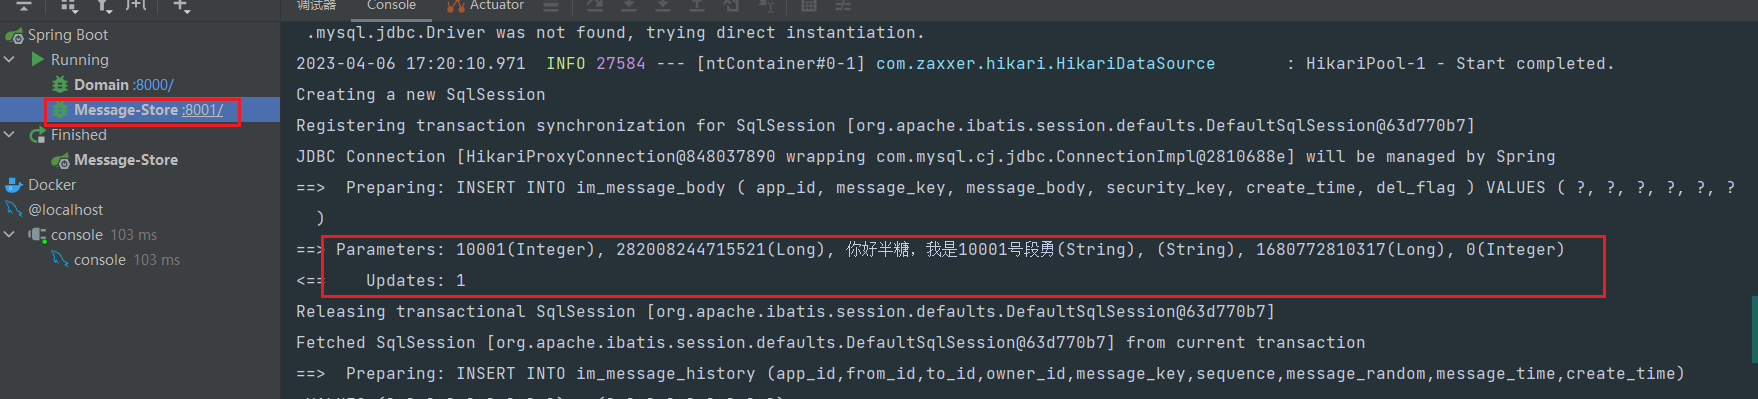 调试器 Console Actuator
Spring Boot
Running
Domain :8000/
Message-Store :8001/
Finished
Message-Store
Docker
@localhost
console 103 ms
console 103 ms
.mysql.jdbc.Driver was not found, trying direct instantiation.
2023-04-06 17:20:10.971  INFO 27584 --- [ntContainer#0-1] com.zaxxer.hikari.HikariDataSource       : HikariPool-1 - Start completed.
Creating a new SqlSession
Registering transaction synchronization for SqlSession [org.apache.ibatis.session.defaults.DefaultSqlSession@63d770b7]
JDBC Connection [HikariProxyConnection@848037890 wrapping com.mysql.cj.jdbc.ConnectionImpl@2810688e] will be managed by Spring
==>  Preparing: INSERT INTO im_message_body ( app_id, message_key, message_body, security_key, create_time, del_flag ) VALUES ( ?, ?, ?, ?, ?, ?
)
==> Parameters: 10001(Integer), 282008244715521(Long), 你好半糖，我是10001号段勇(String), (String), 1680772810317(Long), 0(Integer)
<==    Updates: 1
Releasing transactional SqlSession [org.apache.ibatis.session.defaults.DefaultSqlSession@63d770b7]
Fetched SqlSession [org.apache.ibatis.session.defaults.DefaultSqlSession@63d770b7] from current transaction
==>  Preparing: INSERT INTO im_message_history (app_id,from_id,to_id,owner_id,message_key,sequence,message_random,message_time,create_time)